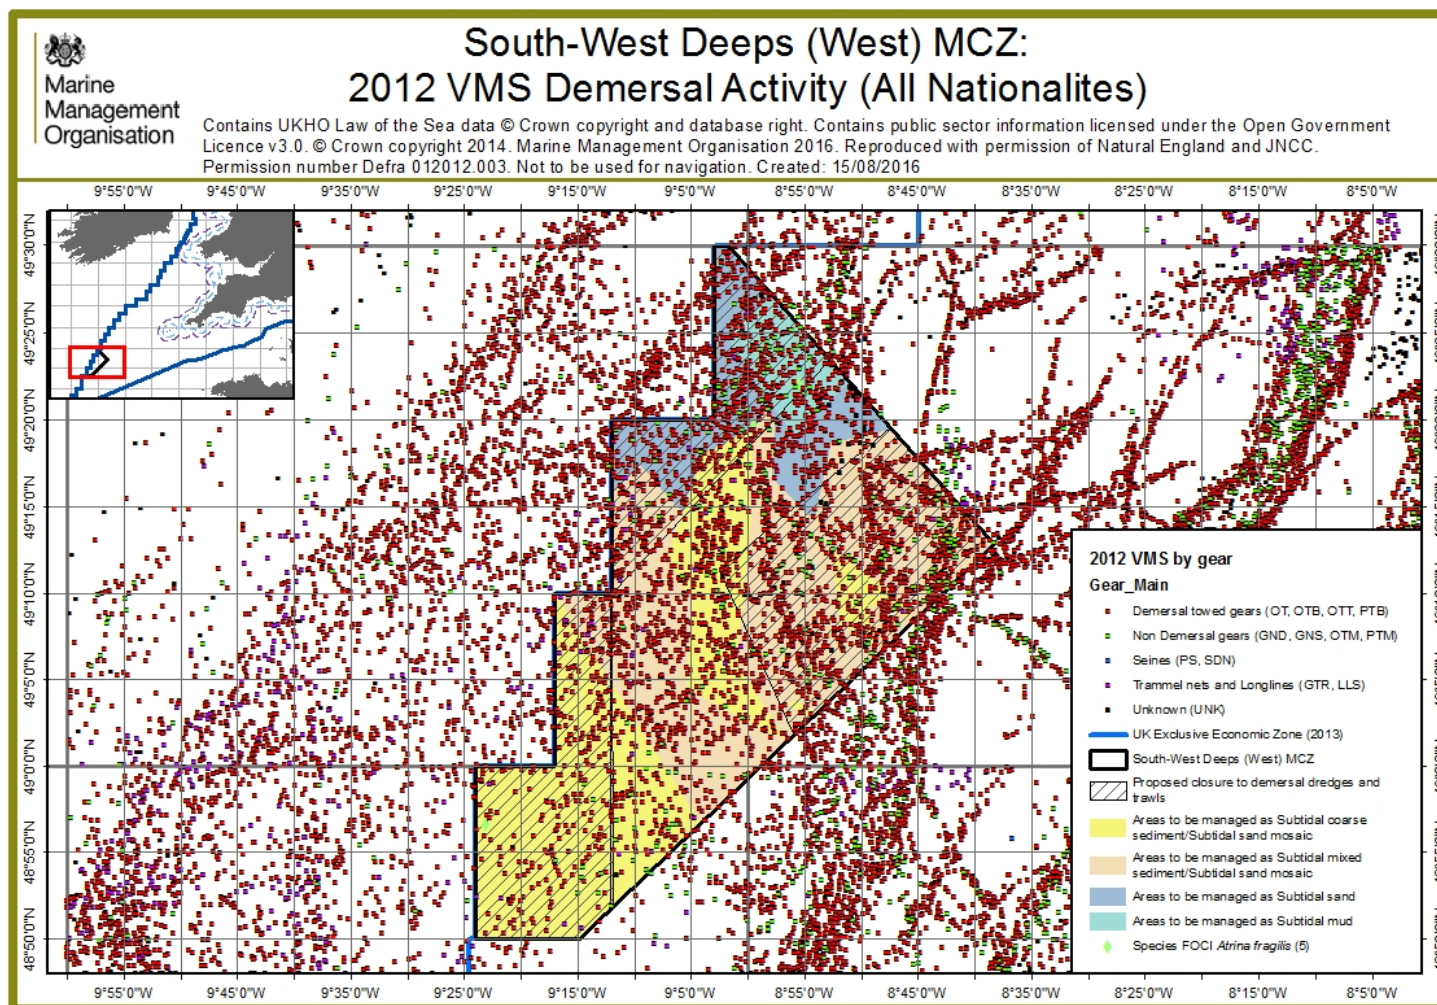 South-West Deeps (West) MCZ:
2012 VMS Demersal Activity (All Nationalites)
Marine
Management
Organisation
Contains UKHO Law of the Sea data © Crown copyright and database right. Contains public sector information licensed under the Open Government
Licence v3.0. © Crown copyright 2014. Marine Management Organisation 2016. Reproduced with permission of Natural England and JNCC.
Permission number Defra 012012.003. Not to be used for navigation. Created: 15/08/2016
9°55'0"W 9°45'0"W 9°35'0"W 9°25'0"W 9°15'0"W 9°5'0"W 8°55'0"W 8°45'0"W 8°35'0"W 8°25'0"W 8°15'0"W 8°5'0"W
49°30'0"N
49°25'0"N
49°20'0"N
49°15'0"N
49°10'0"N
49°5'0"N
49°0'0"N
48°55'0"N
48°50'0"N
2012 VMS by gear
Gear_Main
Demersal towed gears (OT, OTB, OTT, PTB)
Non Demersal gears (GND, GNS, OTM, PTM)
Seines (PS, SDN)
Trammel nets and Longlines (GTR, LLS)
Unknown (UNK)
UK Exclusive Economic Zone (2013)
South-West Deeps (West) MCZ
Proposed closure to demersal dredges and
trawls
Areas to be managed as Subtidal coarse
sediment/Subtidal sand mosaic
Areas to be managed as Subtidal mixed
sediment/Subtidal sand mosaic
Areas to be managed as Subtidal sand
Areas to be managed as Subtidal mud
Species FOCI Atrina fragilis (5)
9°55'0"W 9°45'0"W 9°35'0"W 9°25'0"W 9°15'0"W 9°5'0"W 8°55'0"W 8°45'0"W 8°35'0"W 8°25'0"W 8°15'0"W 8°5'0"W